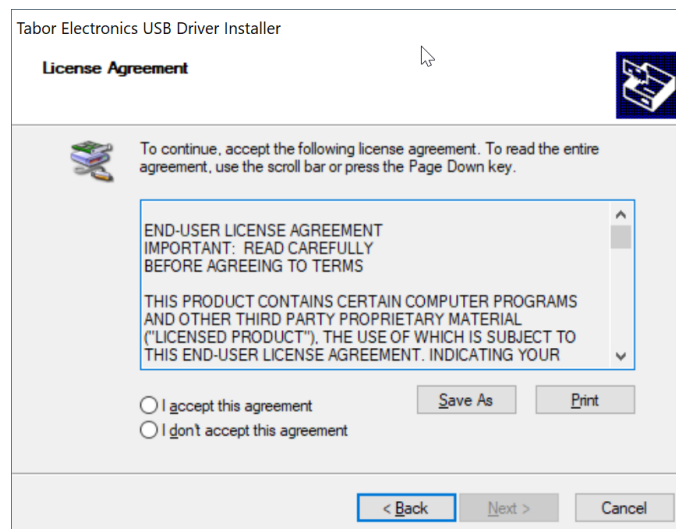 Tabor Electronics USB Driver Installer
License Agreement
To continue, accept the following license agreement. To read the entire
agreement, use the scroll bar or press the Page Down key.
END-USER LICENSE AGREEMENT
IMPORTANT:  READ CAREFULLY
BEFORE AGREEING TO TERMS
THIS PRODUCT CONTAINS CERTAIN COMPUTER PROGRAMS
AND OTHER THIRD PARTY PROPRIETARY MATERIAL
("LICENSED PRODUCT"), THE USE OF WHICH IS SUBJECT TO
THIS END-USER LICENSE AGREEMENT. INDICATING YOUR
I accept this agreement
Save As
Print
I don't accept this agreement
< Back
Next >
Cancel